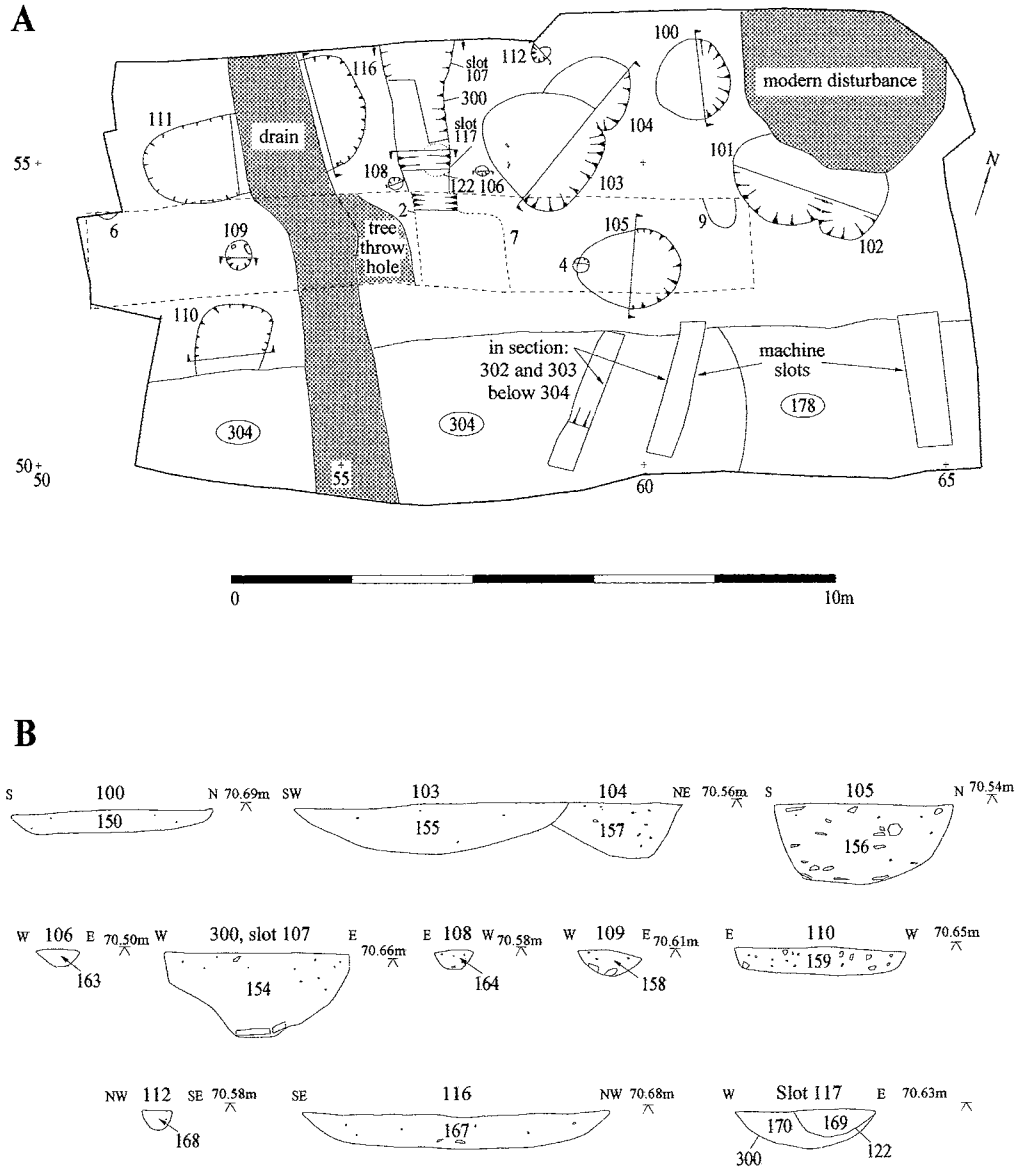 A
112
100
116
slot
107
modern disturbance
300
111
drain
slot
117
104
55
101
108
122
106
103
2
6
109
tree
throw
hole
7
105
9
102
4
N
110
in section:
302 and 303
below 304
machine
slots
304
304
178
50
50
55
60
65
0
10m
B
S 100 N 70.69m
150
SW 103 104 NE 70.56m
155 157
S 105 N 70.54m
156
W 106 E 70.50m
163
W 300, slot 107 E 70.66m
154
E 108 W 70.58m
164
W 109 E 70.61m
158
E 110 W 70.65m
159
NW 112 SE 70.58m
168
SE 116 NW 70.68m
167
W Slot 117 E 70.63m
170 169
300 122